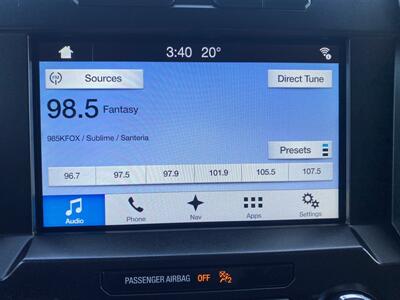 3:40 20°
FM Sources Direct Tune
98.5 Fantasy
985KFOX / Sublime / Santeria
Presets
96.7 97.5 97.9 101.9 105.5 107.5
Audio Phone Nav Apps Settings
PASSENGER AIRBAG OFF